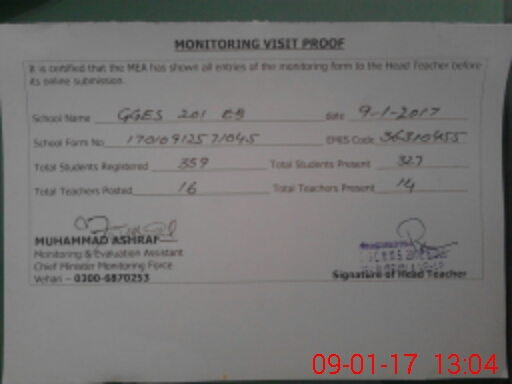 MONITORING VISIT PROOF
It is certified that the MEA has shown all entries of the monitoring form to the Head Teacher before
its online submission.
School Name GGES 201 EB Date 9-1-2017
School Form No 17010912571045 EMIS Code 36310455
Total Students Registered 359 Total Students Present 327
Total Teachers Posted 16 Total Teachers Present 14
MUHAMMAD ASHRAF
Monitoring & Evaluation Assistant
Chief Minister Monitoring Force
Vehari - 0300-6870253
Signature of Head Teacher
09-01-17 13:04